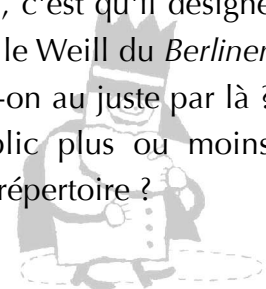 , c'est qu'il désigne
le Weill du Berliner
-on au juste par là ?
blic plus ou moins
répertoire ?